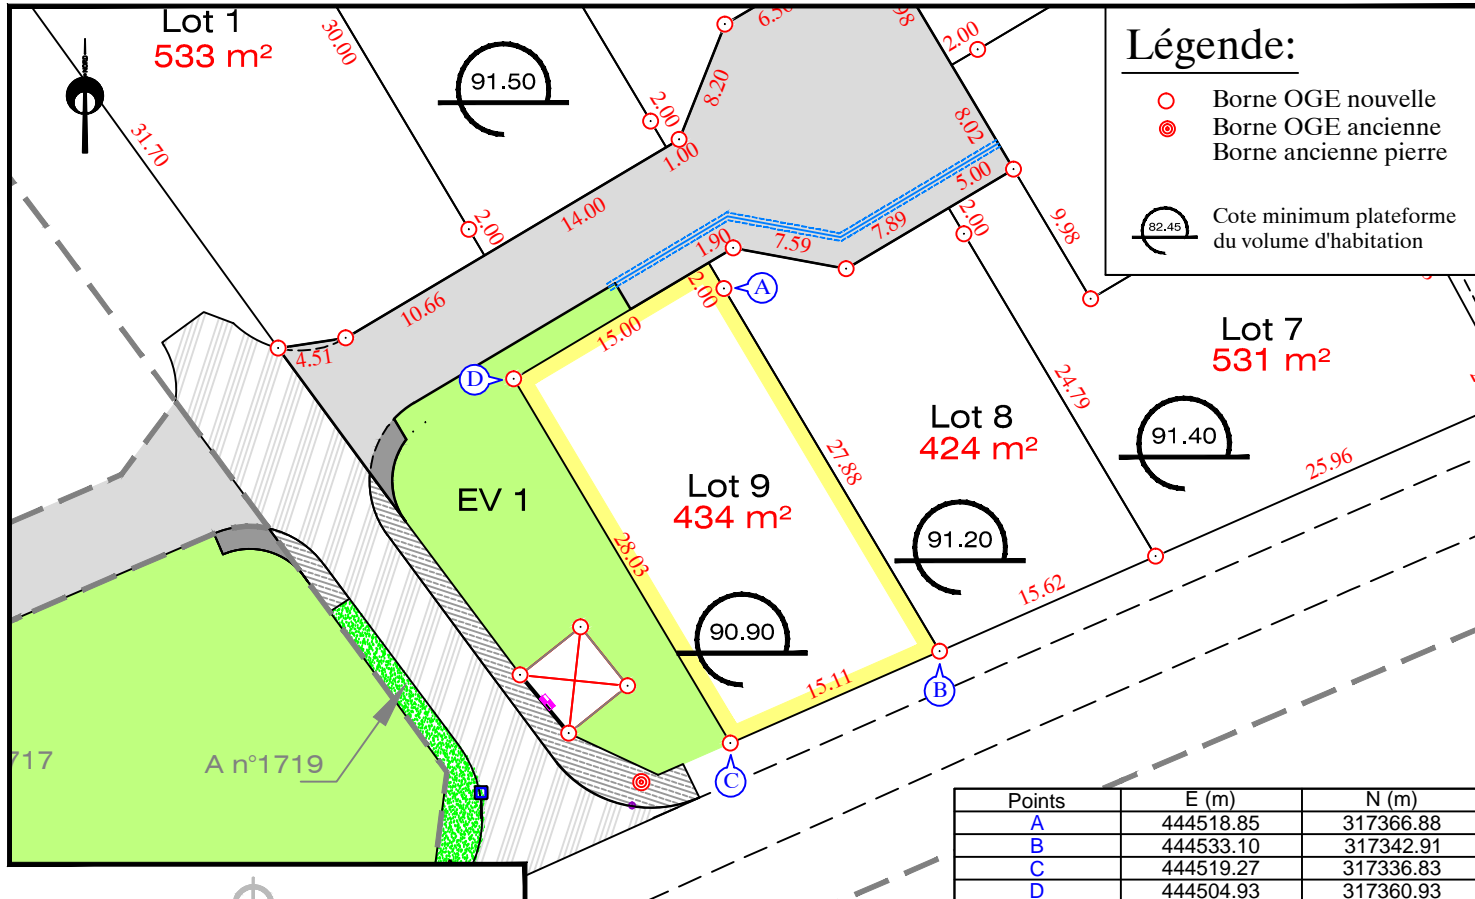 Lot 1
533 m²
30.00
31.70
91.50
2.00
8.20
1.00
2.00
14.00
10.66
4.51
2.00
8.02
5.00
2.00
9.98
1.90
7.59
7.89
2.00
A
15.00
D
Légende:
Borne OGE nouvelle
Borne OGE ancienne
Borne ancienne pierre
82.45
Cote minimum plateforme
du volume d'habitation
Lot 7
531 m²
91.40
24.79
25.96
Lot 8
424 m²
91.20
27.88
15.62
Lot 9
434 m²
90.90
28.03
15.11
EV 1
B
C
717
A n°1719
Points E (m) N (m)
A 444518.85 317366.88
B 444533.10 317342.91
C 444519.27 317336.83
D 444504.93 317360.93